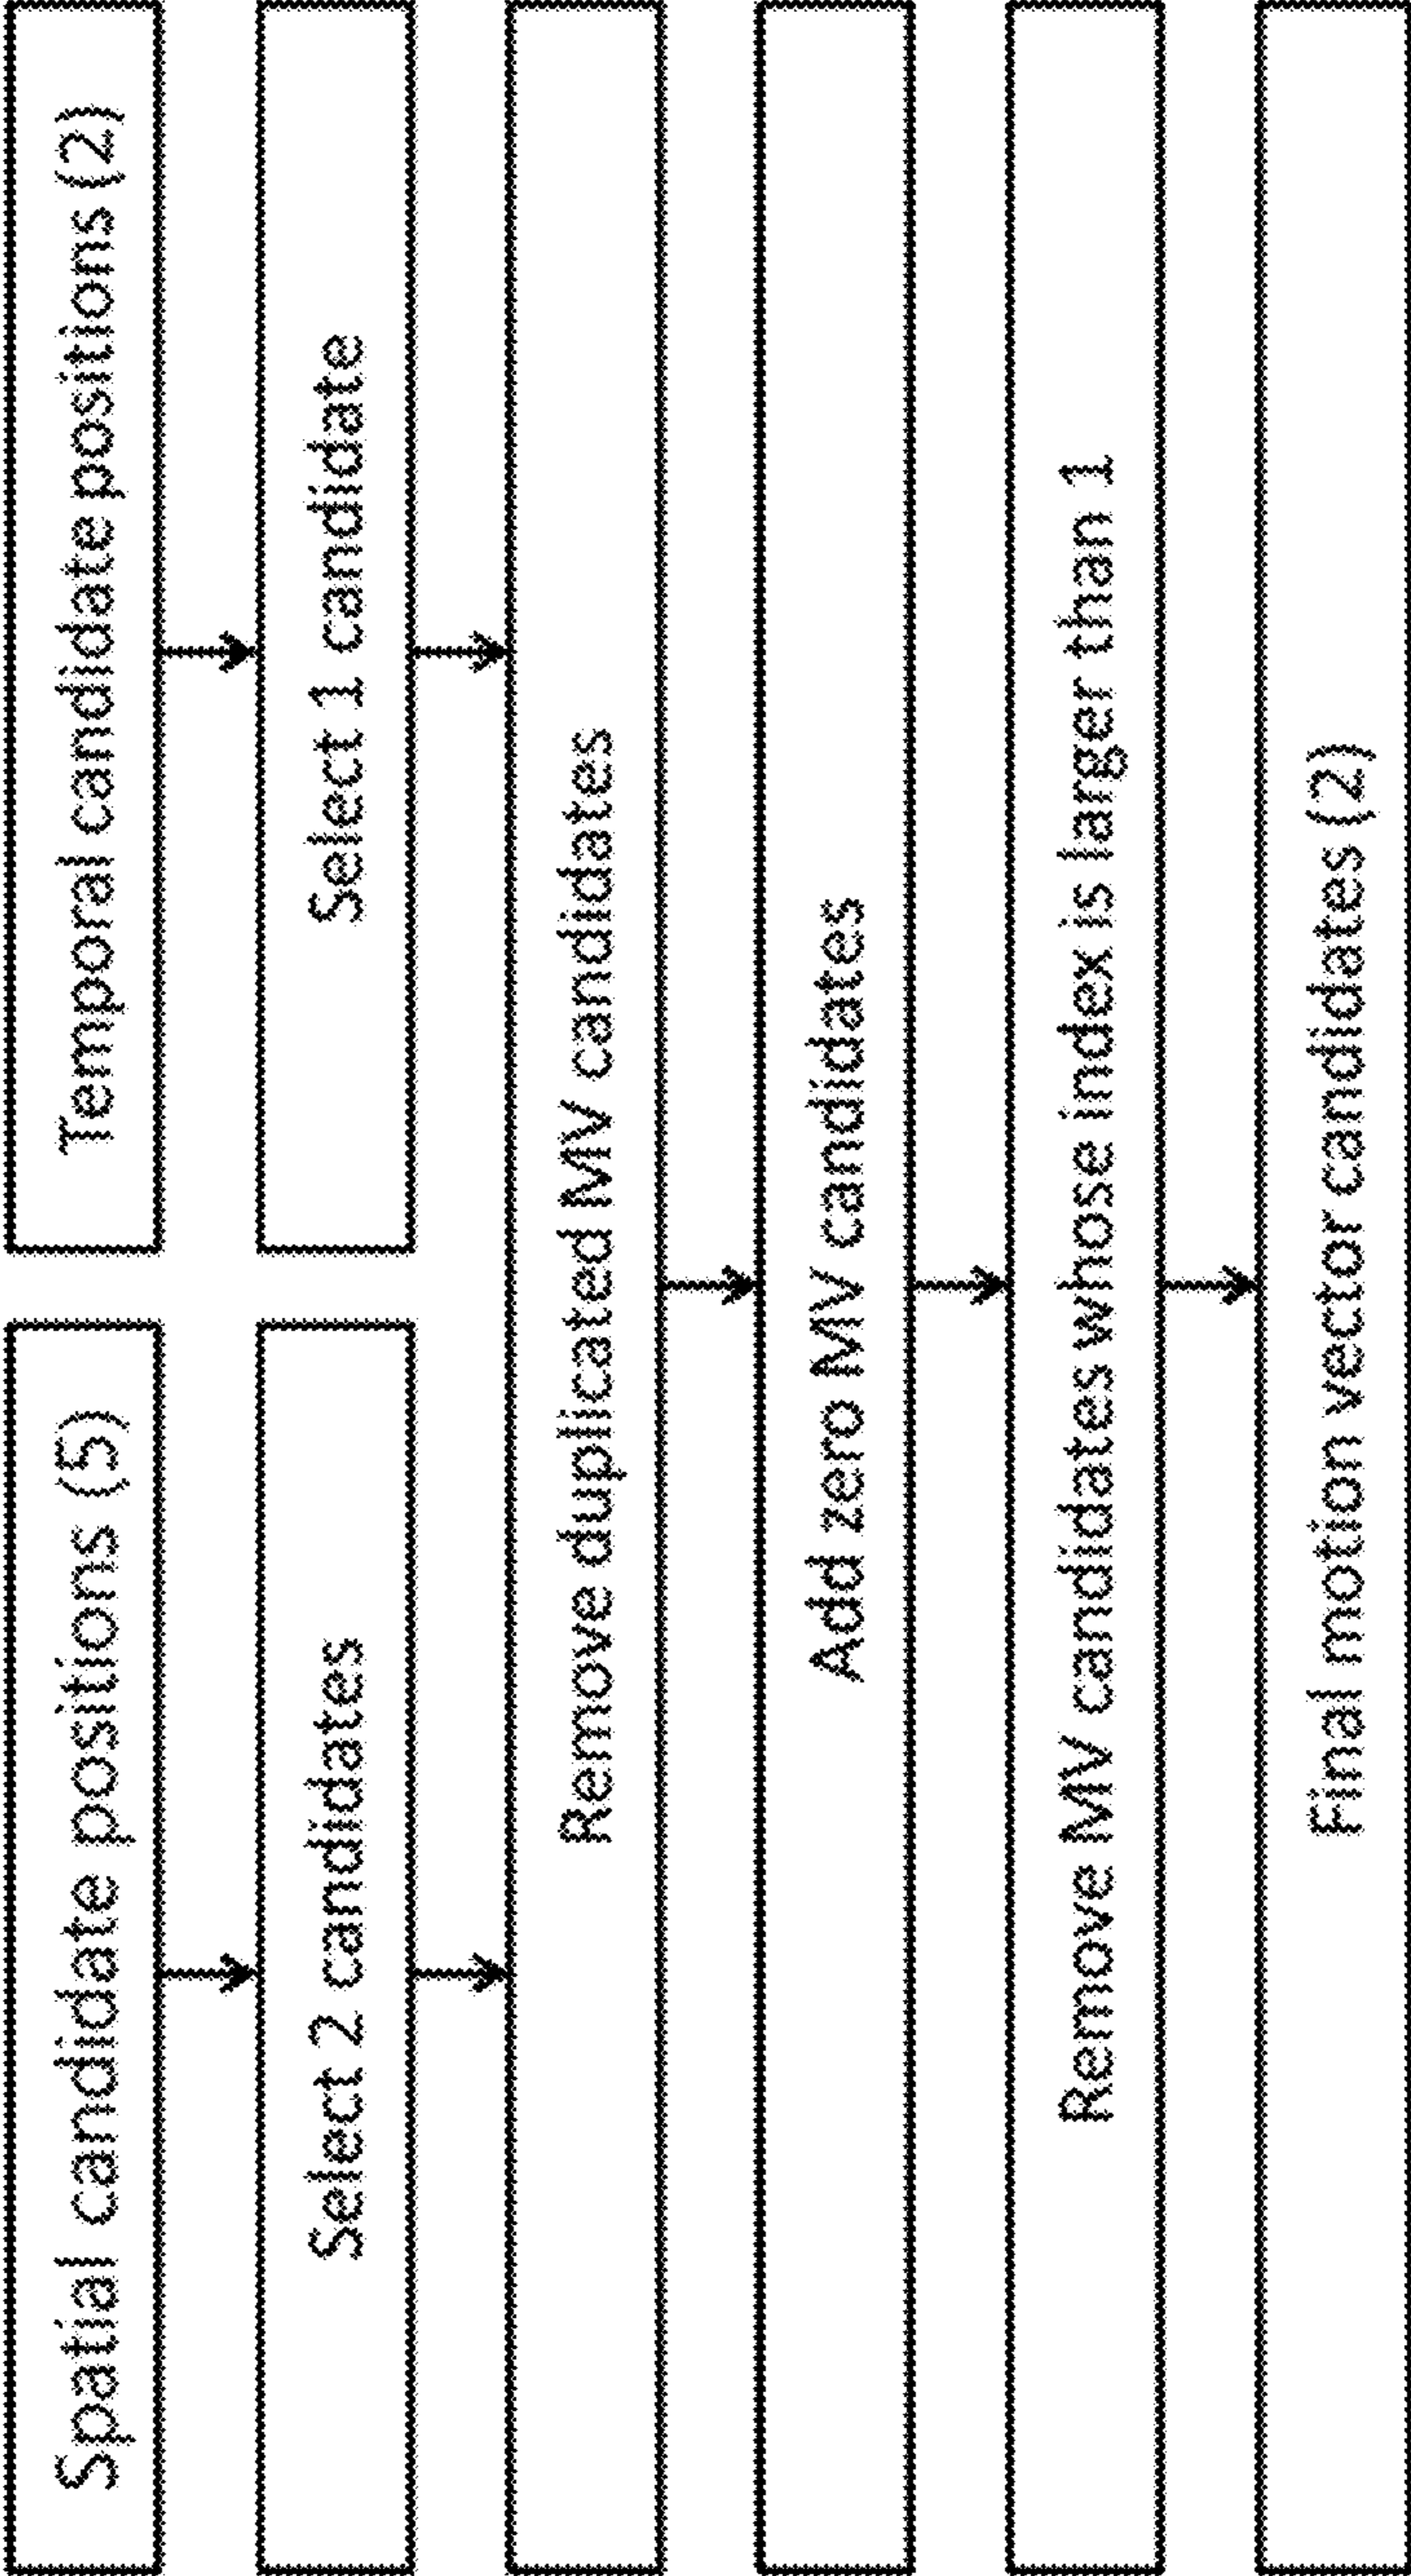 Spatial candidate positions (5)
Temporal candidate positions (2)
Select 2 candidates
Select 1 candidate
Remove duplicated MV candidates
Add zero MV candidates
Remove MV candidates whose index is larger than 1
Final motion vector candidates (2)